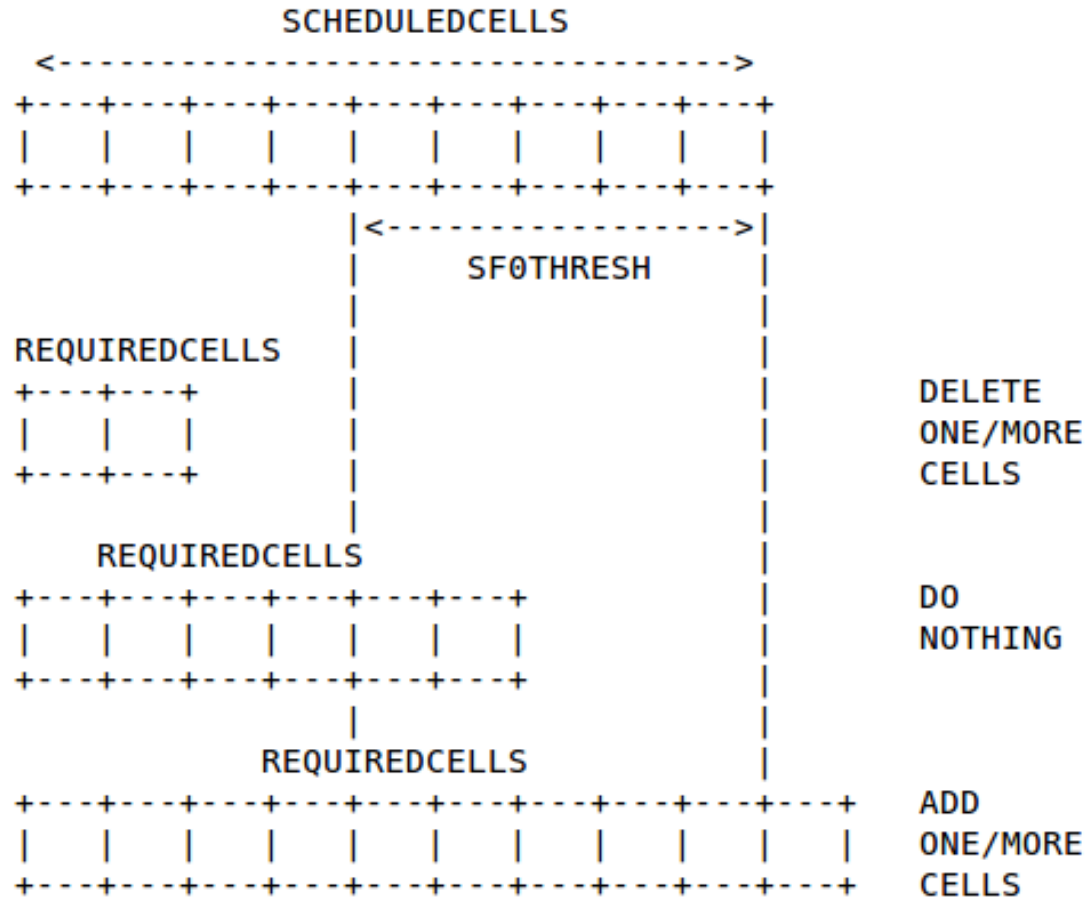 SCHEDULEDCELLS
<---------------------------------->
+---+---+---+---+---+---+---+---+---+
|   |   |   |   |   |   |   |   |   |
+---+---+---+---+---+---+---+---+---+
|<----------------->|
|     SF0THRESH     |
|                   |
REQUIREDCELLS   |                   |
+---+---+       |                   |       DELETE
|   |   |       |                   |       ONE/MORE
+---+---+       |                   |       CELLS
|                   |
REQUIREDCELLS                   |
+---+---+---+---+---+---+           |       DO
|   |   |   |   |   |   |           |       NOTHING
+---+---+---+---+---+---+           |
|                   |
REQUIREDCELLS           |
+---+---+---+---+---+---+---+---+---+---+   ADD
|   |   |   |   |   |   |   |   |   |   |   ONE/MORE
+---+---+---+---+---+---+---+---+---+---+   CELLS